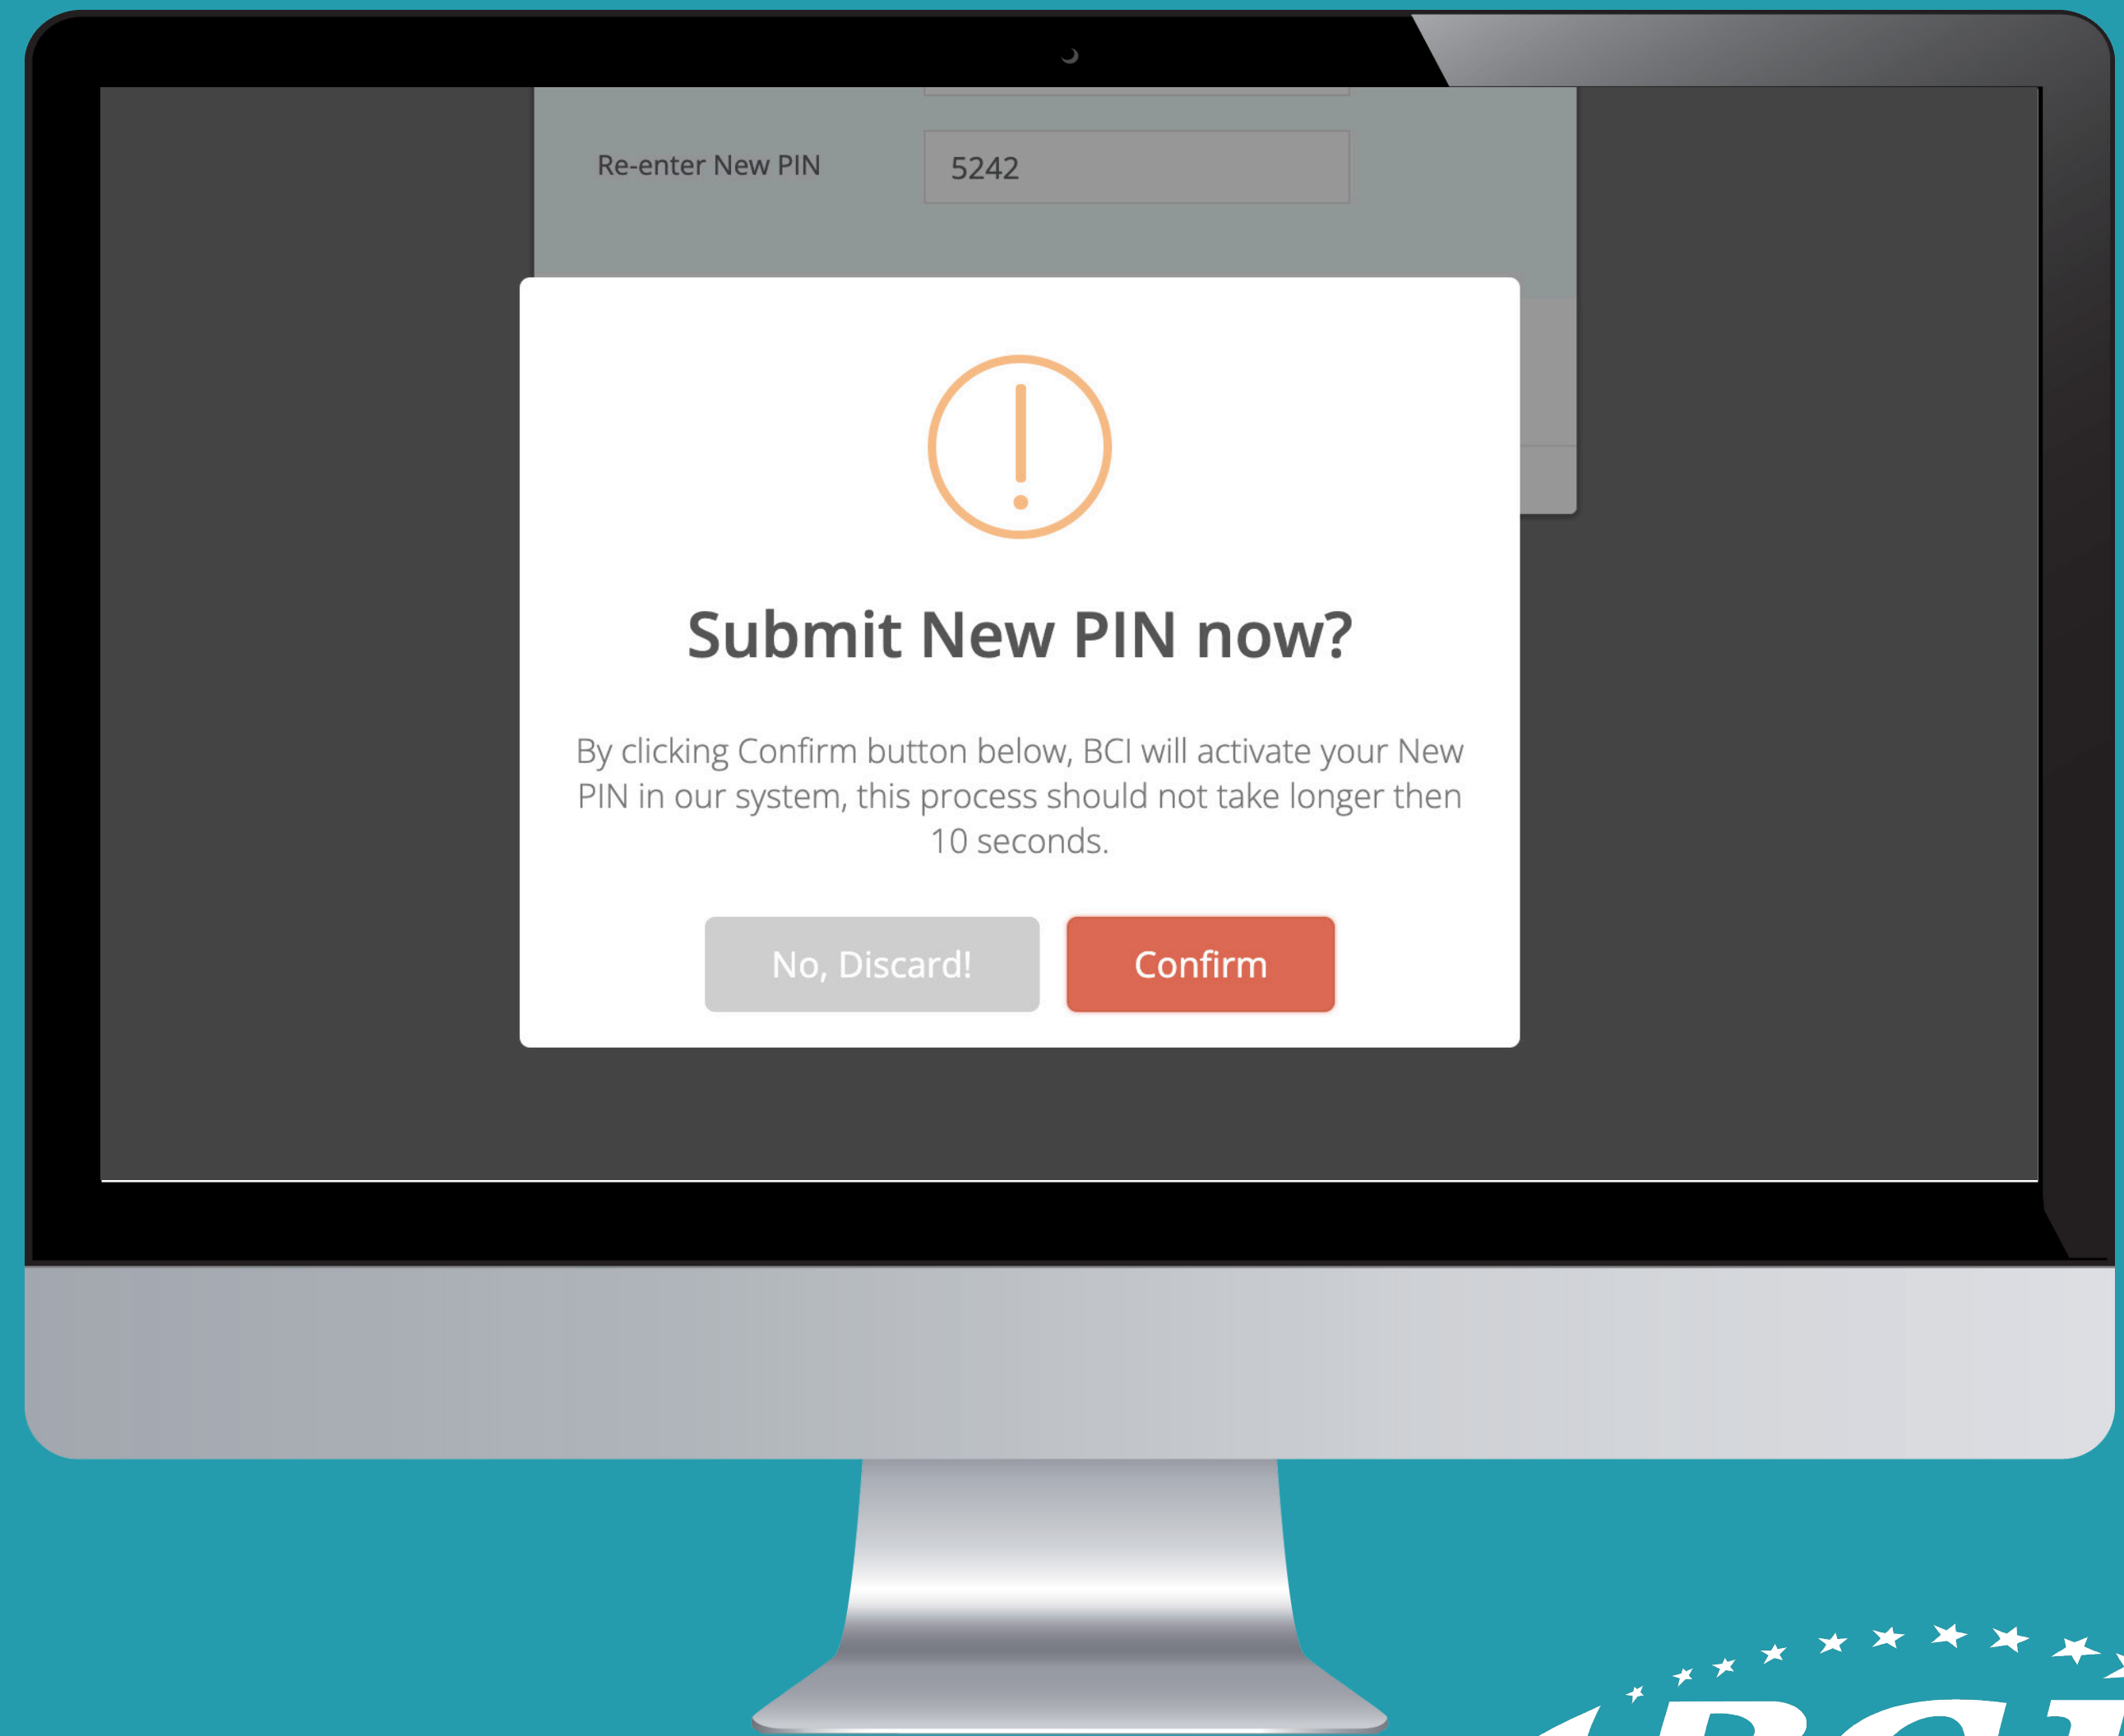 Re-enter New PIN
5242
Submit New PIN now?
By clicking Confirm button below, BCI will activate your New
PIN in our system, this process should not take longer then
10 seconds.
No, Discard!
Confirm